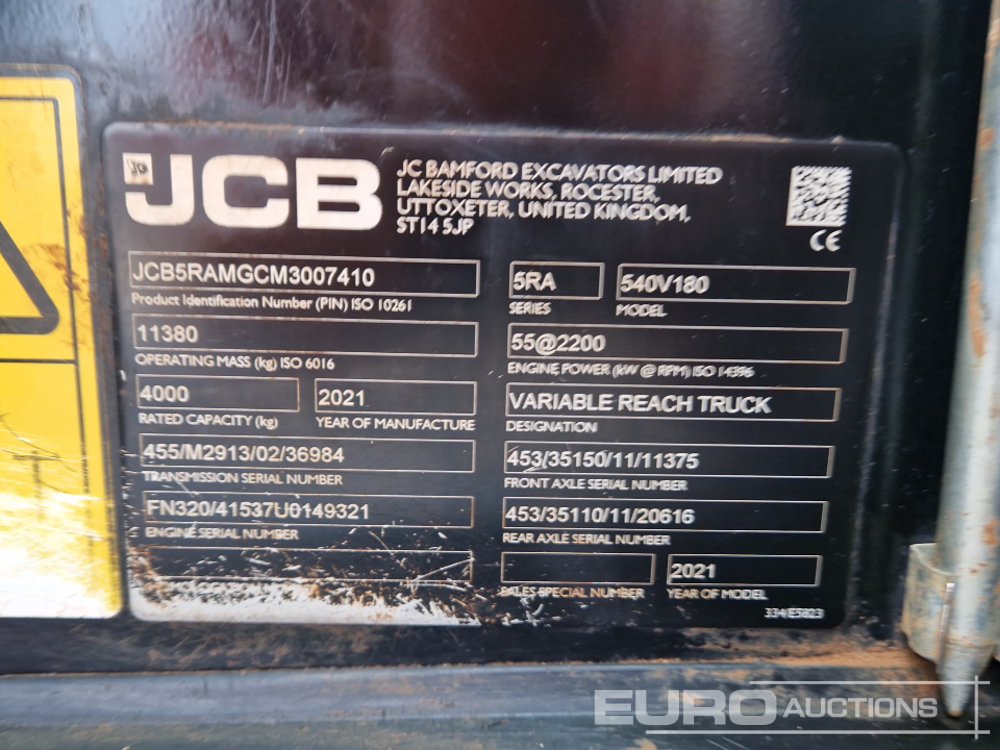 JCB
JC BAMFORD EXCAVATORS LIMITED
LAKESIDE WORKS, ROCESTER,
UTTOXETER, UNITED KINGDOM,
ST14 5JP
CE
JCB5RAMGCM3007410
Product Identification Number (PIN) ISO 10261
5RA
SERIES
540V180
MODEL
11380
OPERATING MASS (kg) ISO 6016
55@2200
ENGINE POWER (kW @ RPM) ISO 14396
4000
RATED CAPACITY (kg)
2021
YEAR OF MANUFACTURE
VARIABLE REACH TRUCK
DESIGNATION
455/M2913/02/36984
TRANSMISSION SERIAL NUMBER
453/35150/11/11375
FRONT AXLE SERIAL NUMBER
FN320/41537U0149321
ENGINE SERIAL NUMBER
453/35110/11/20616
REAR AXLE SERIAL NUMBER
SALES SPECIAL NUMBER
2021
YEAR OF MODEL
EURO AUCTIONS